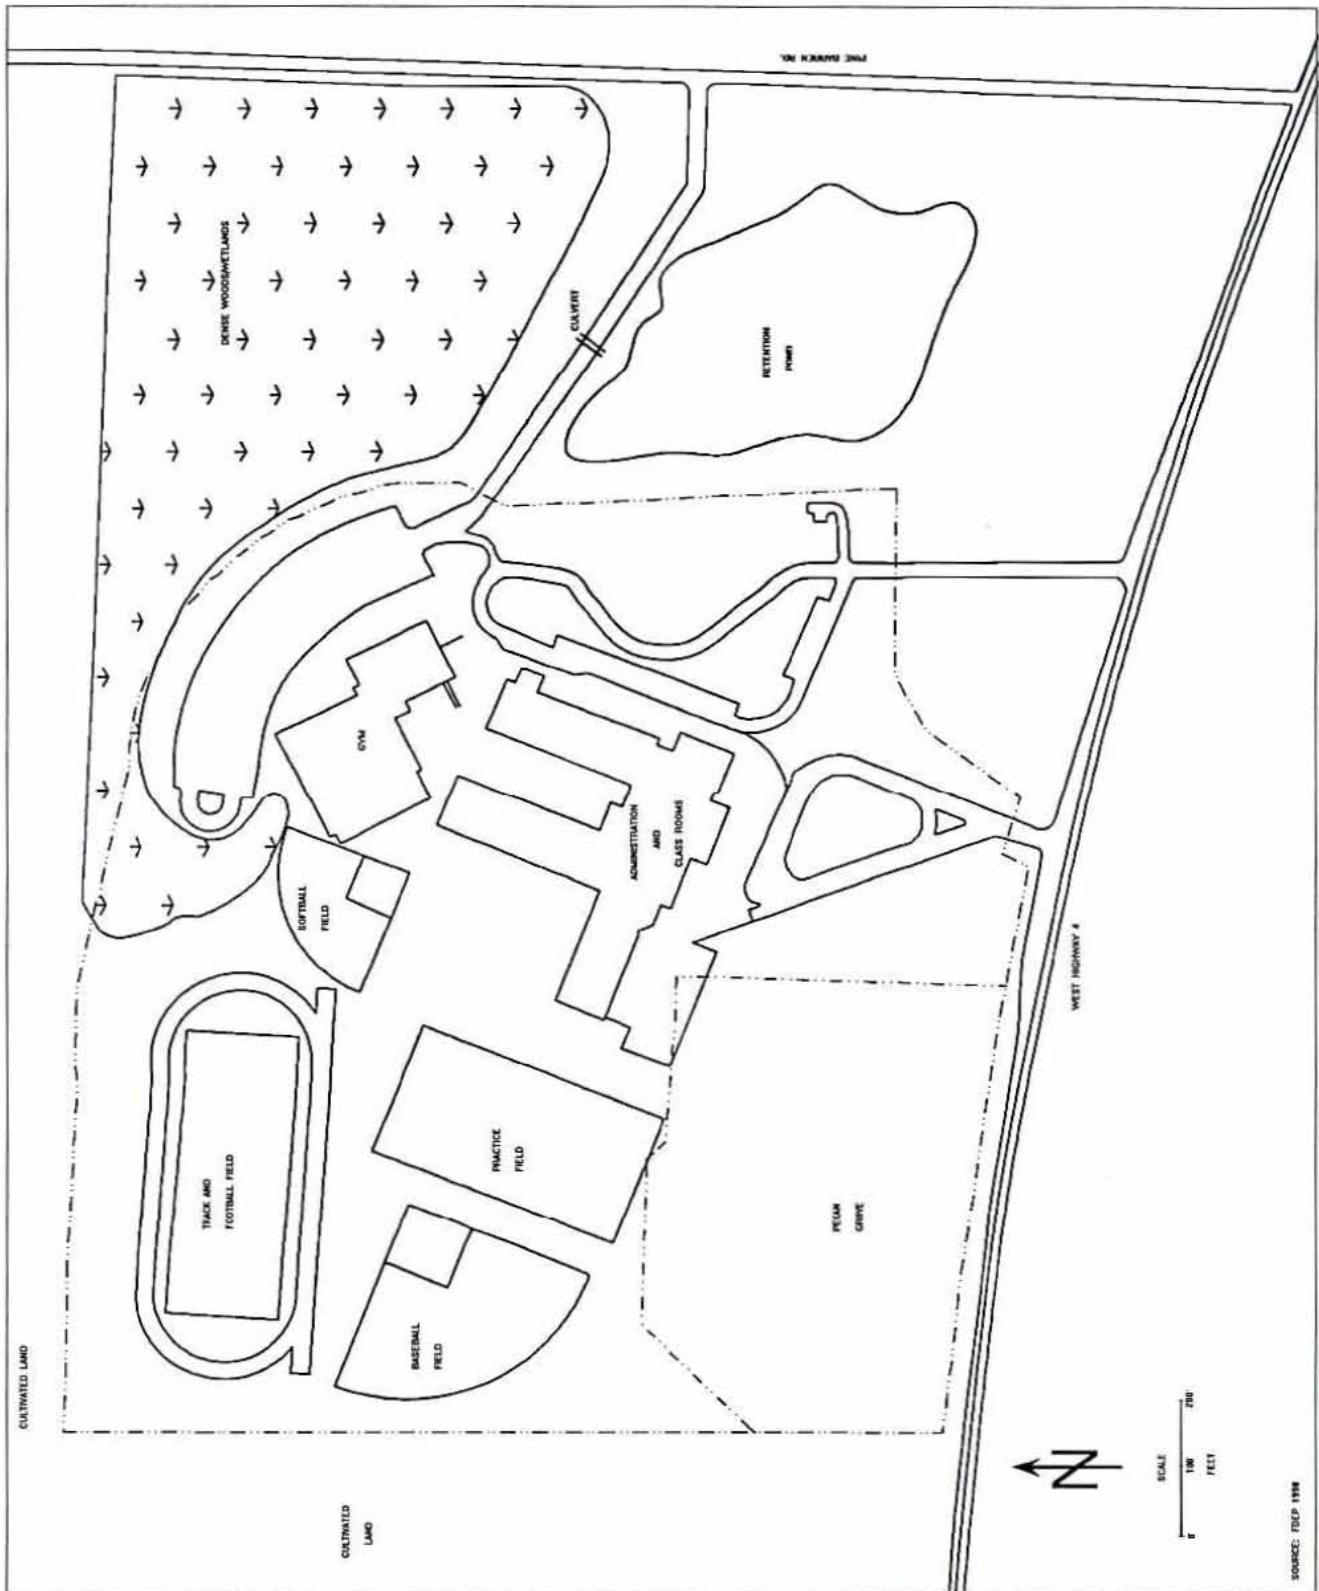 CULTIVATED
LAND
TRACK AND
FOOTBALL FIELD
DENSE WOODS/WETLANDS
SOFTBALL
FIELD
CULTIVATED
LAND
GYM
BASEBALL
FIELD
PRACTICE
FIELD
CULVERT
ADMINISTRATION
AND
CLASS ROOMS
RETENTION
POND
PINE BARREN RD.
PECAN
GROVE
WEST HIGHWAY 4
N
SCALE
0 100 200
FEET
SOURCE: FDEP 1998